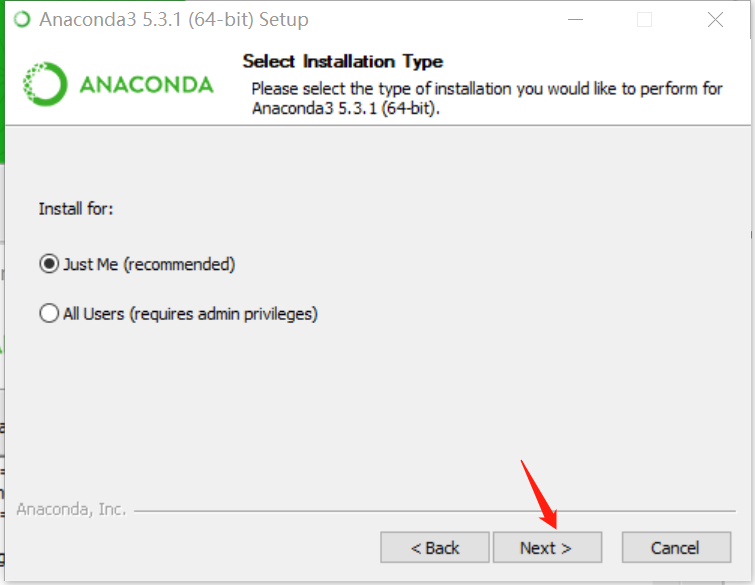 Anaconda3 5.3.1 (64-bit) Setup
ANACONDA
Select Installation Type
Please select the type of installation you would like to perform for
Anaconda3 5.3.1 (64-bit).
Install for:
Just Me (recommended)
All Users (requires admin privileges)
Anaconda, Inc.
< Back
Next >
Cancel